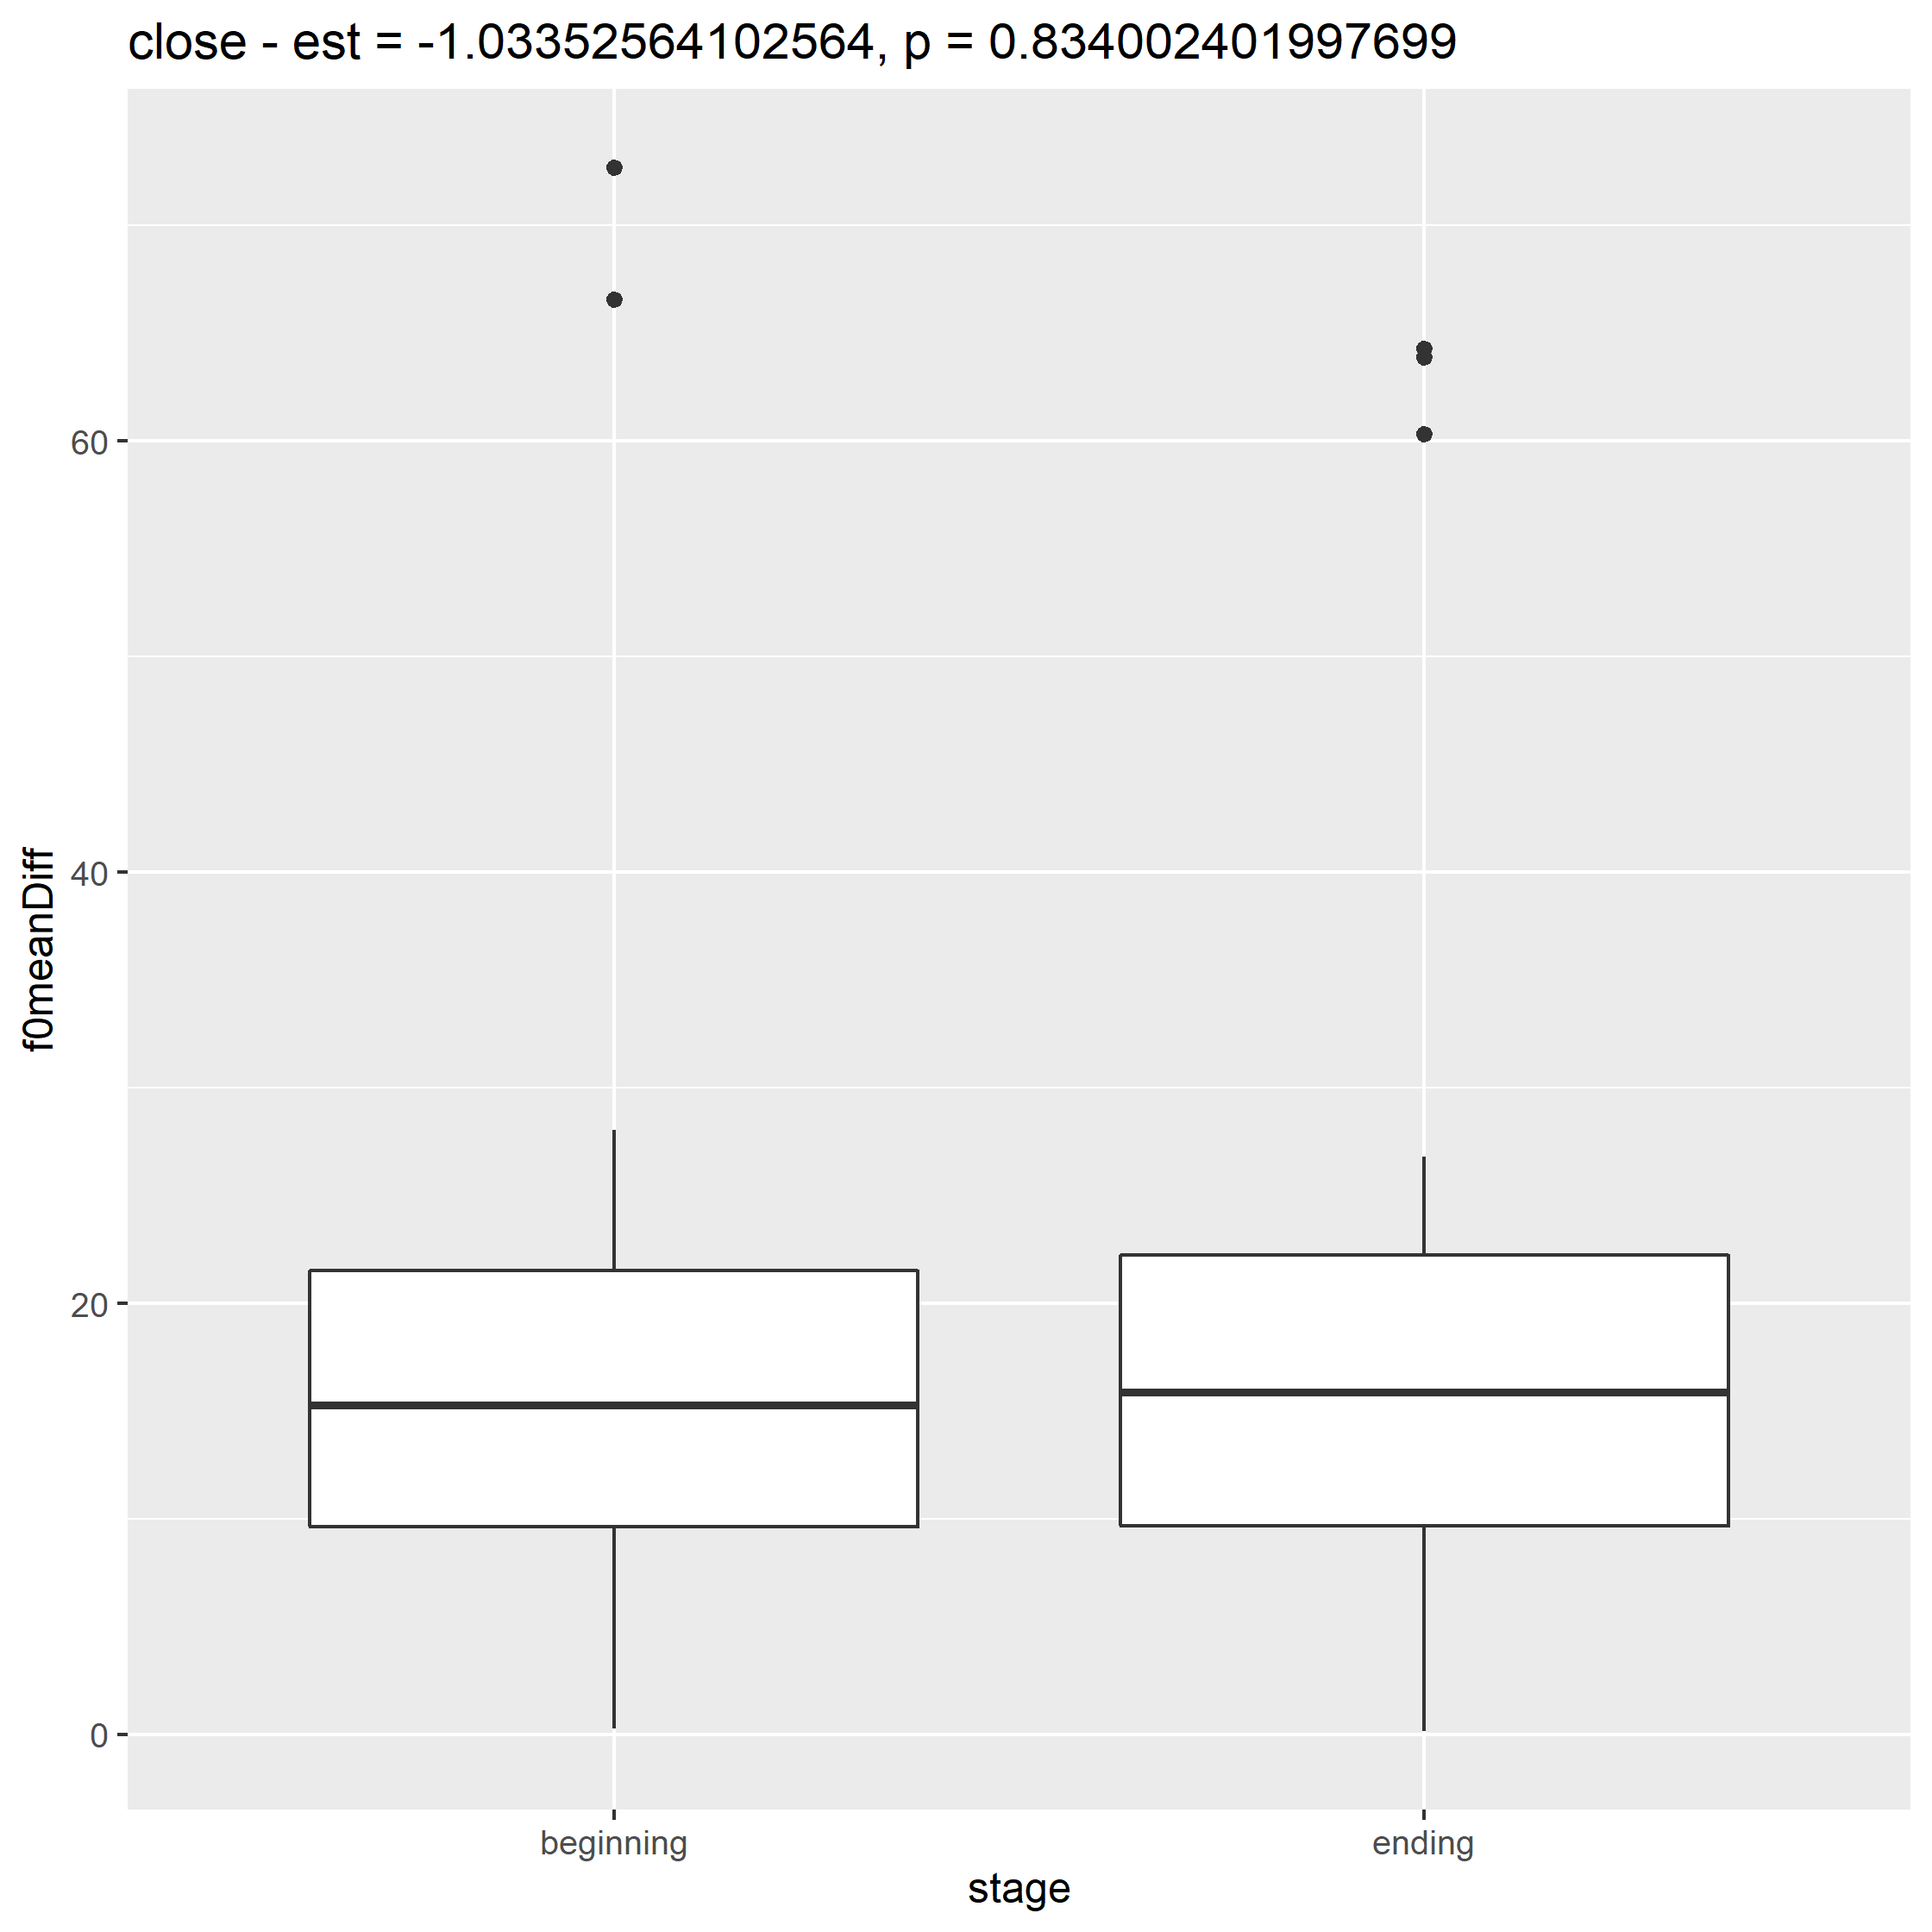 close - est = -1.03352564102564, p = 0.834002401997699
f0meanDiff
60
40
20
0
beginning
ending
stage